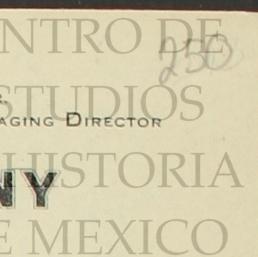 NTRO DE
250
STUDIOS
AGING DIRECTOR
HISTORIA
NY
E MEXICO